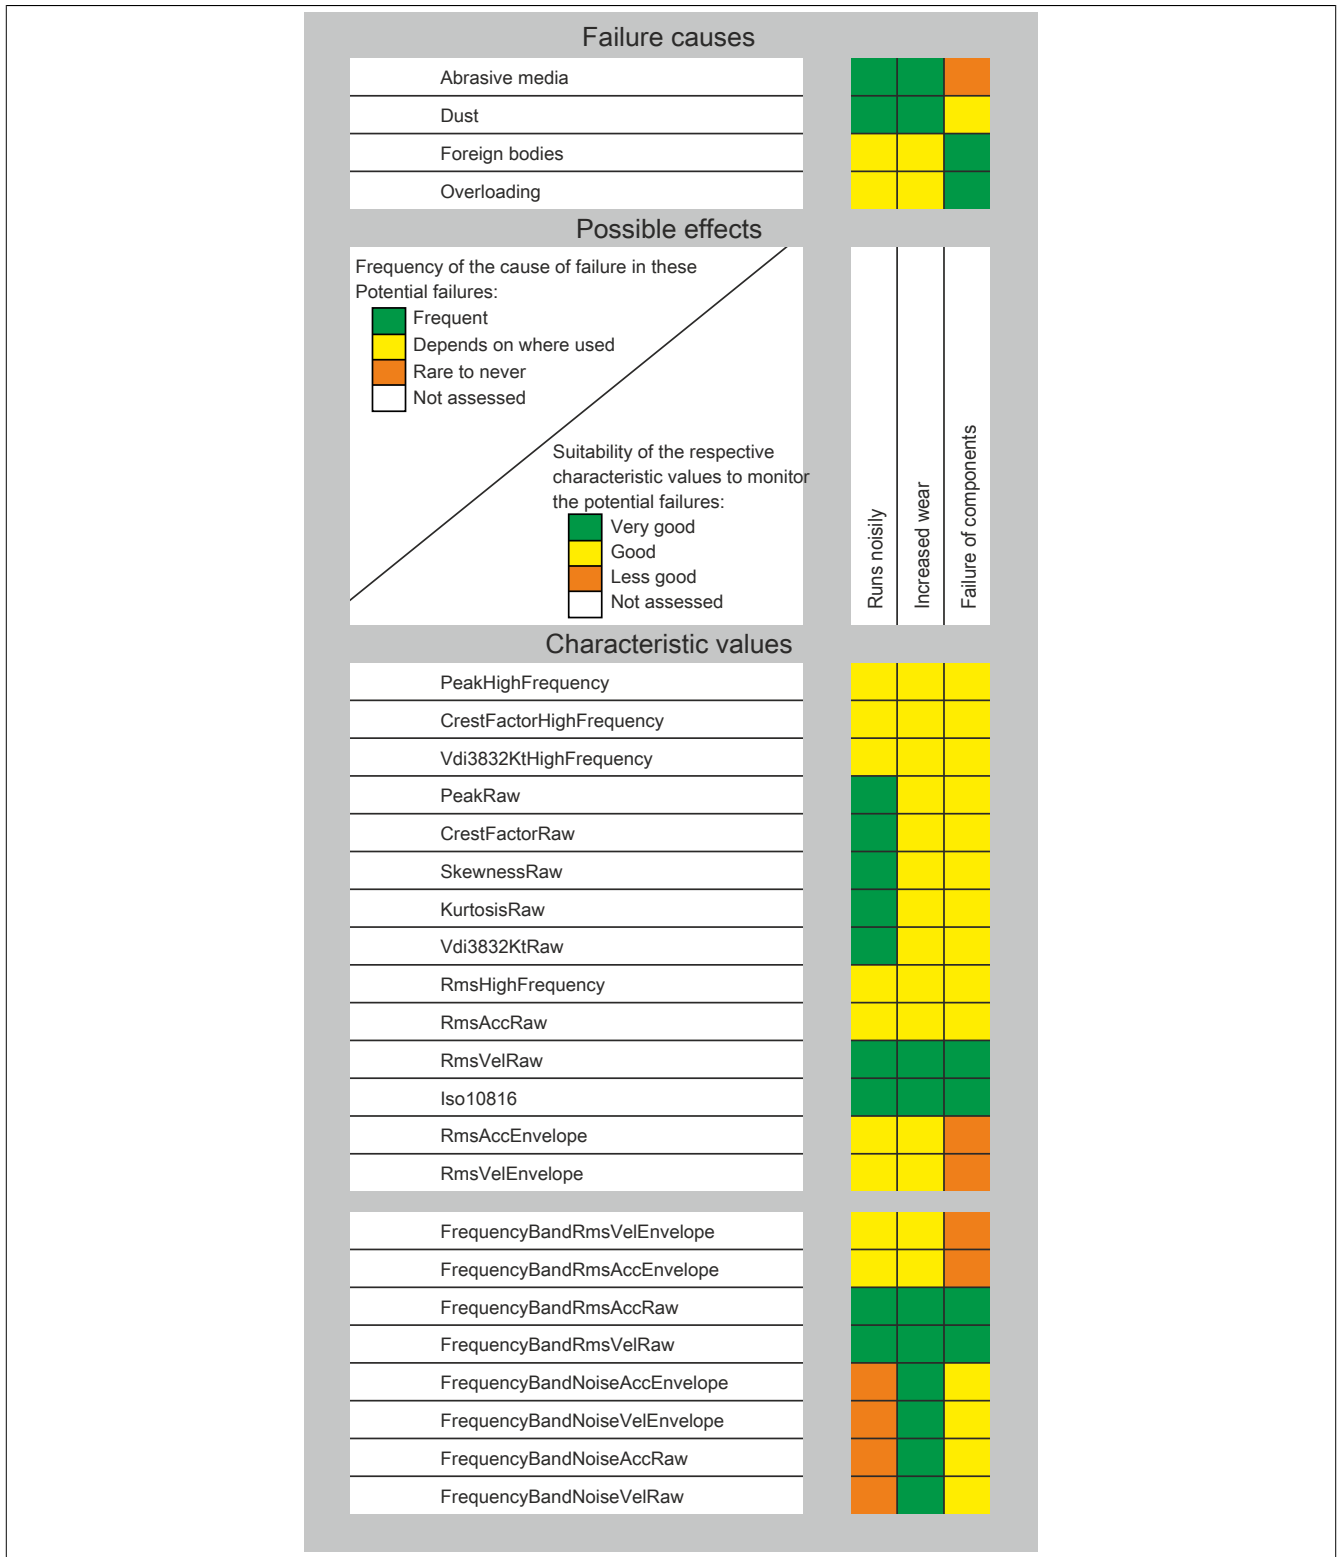 Failure causes
Abrasive media
Dust
Foreign bodies
Overloading
Possible effects
Frequency of the cause of failure in these
Potential failures:
Frequent
Depends on where used
Rare to never
Not assessed
Suitability of the respective
characteristic values to monitor
the potential failures:
Very good
Good
Less good
Not assessed
Runs noisily
Increased wear
Failure of components
Characteristic values
PeakHighFrequency
CrestFactorHighFrequency
Vdi3832KtHighFrequency
PeakRaw
CrestFactorRaw
SkewnessRaw
KurtosisRaw
Vdi3832KtRaw
RmsHighFrequency
RmsAccRaw
RmsVelRaw
Iso10816
RmsAccEnvelope
RmsVelEnvelope
FrequencyBandRmsVelEnvelope
FrequencyBandRmsAccEnvelope
FrequencyBandRmsAccRaw
FrequencyBandRmsVelRaw
FrequencyBandNoiseAccEnvelope
FrequencyBandNoiseVelEnvelope
FrequencyBandNoiseAccRaw
FrequencyBandNoiseVelRaw